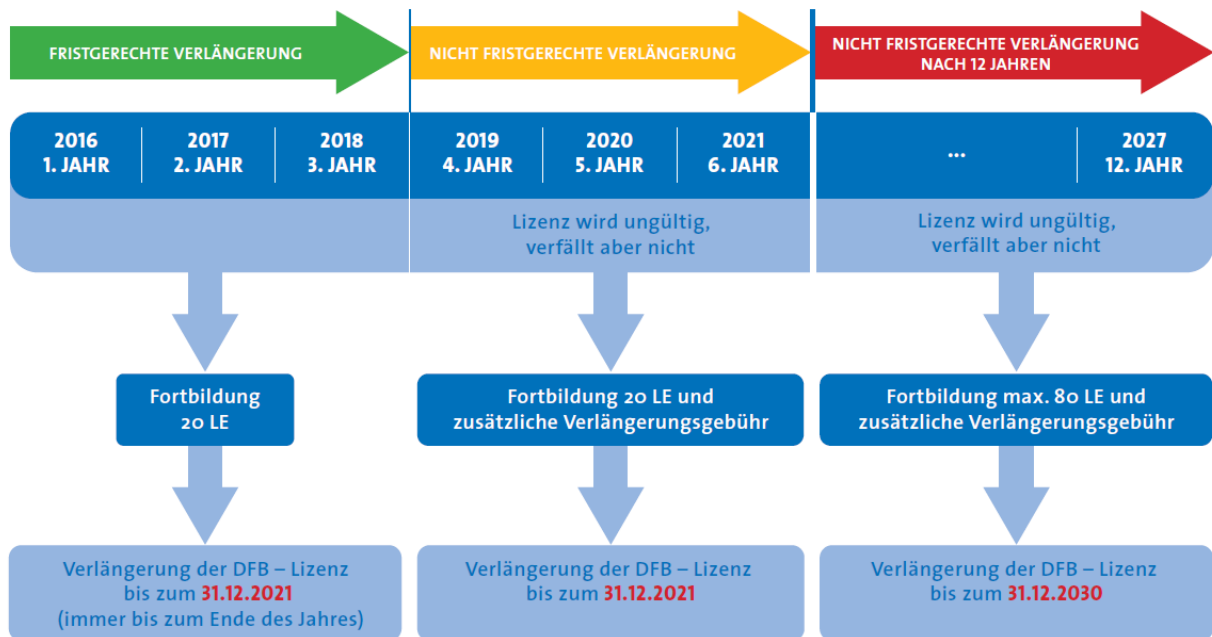 FRISTGERECHTE VERLÄNGERUNG
NICHT FRISTGERECHTE VERLÄNGERUNG
NICHT FRISTGERECHTE VERLÄNGERUNG
NACH 12 JAHREN
2016
1. JAHR
2017
2. JAHR
2018
3. JAHR
2019
4. JAHR
2020
5. JAHR
2021
6. JAHR
...
2027
12. JAHR
Lizenz wird ungültig,
verfällt aber nicht
Lizenz wird ungültig,
verfällt aber nicht
Fortbildung
20 LE
Fortbildung 20 LE und
zusätzliche Verlängerungsgebühr
Fortbildung max. 80 LE und
zusätzliche Verlängerungsgebühr
Verlängerung der DFB – Lizenz
bis zum 31.12.2021
(immer bis zum Ende des Jahres)
Verlängerung der DFB – Lizenz
bis zum 31.12.2021
Verlängerung der DFB – Lizenz
bis zum 31.12.2030